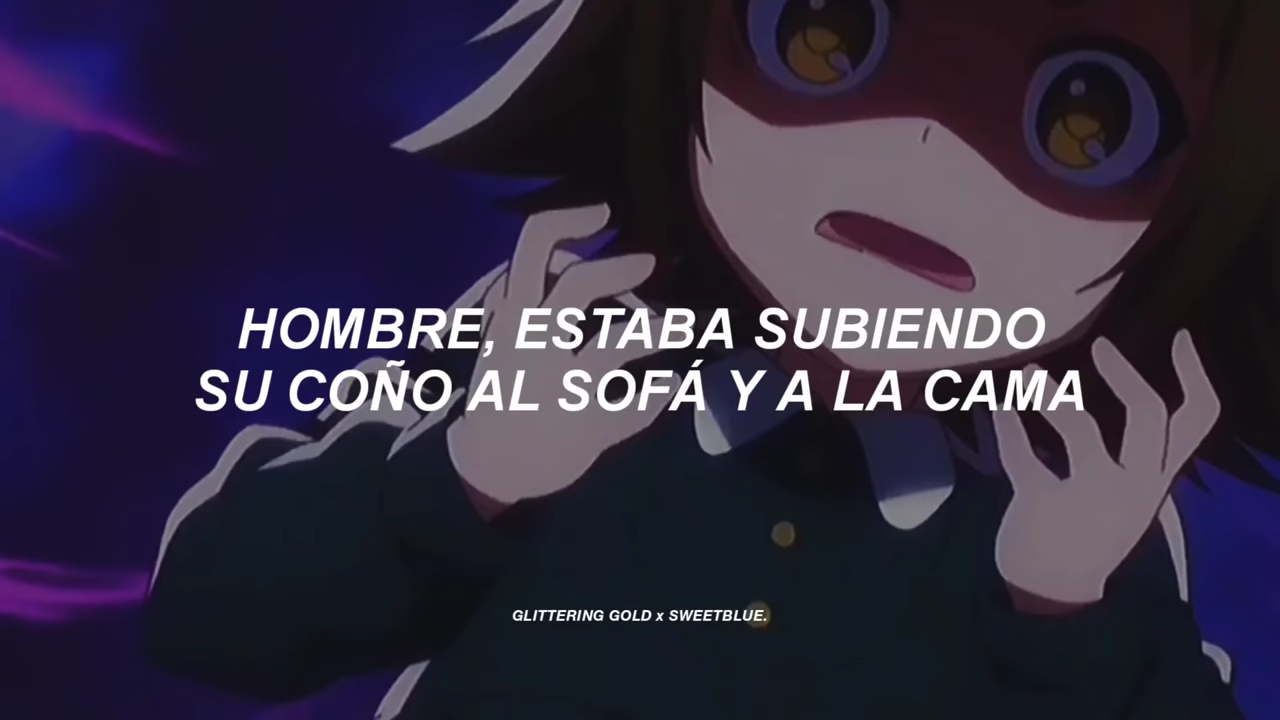 HOMBRE, ESTABA SUBIENDO
SU COÑO AL SOFÁ Y A LA CAMA
GLITTERING GOLD x SWEETBLUE.